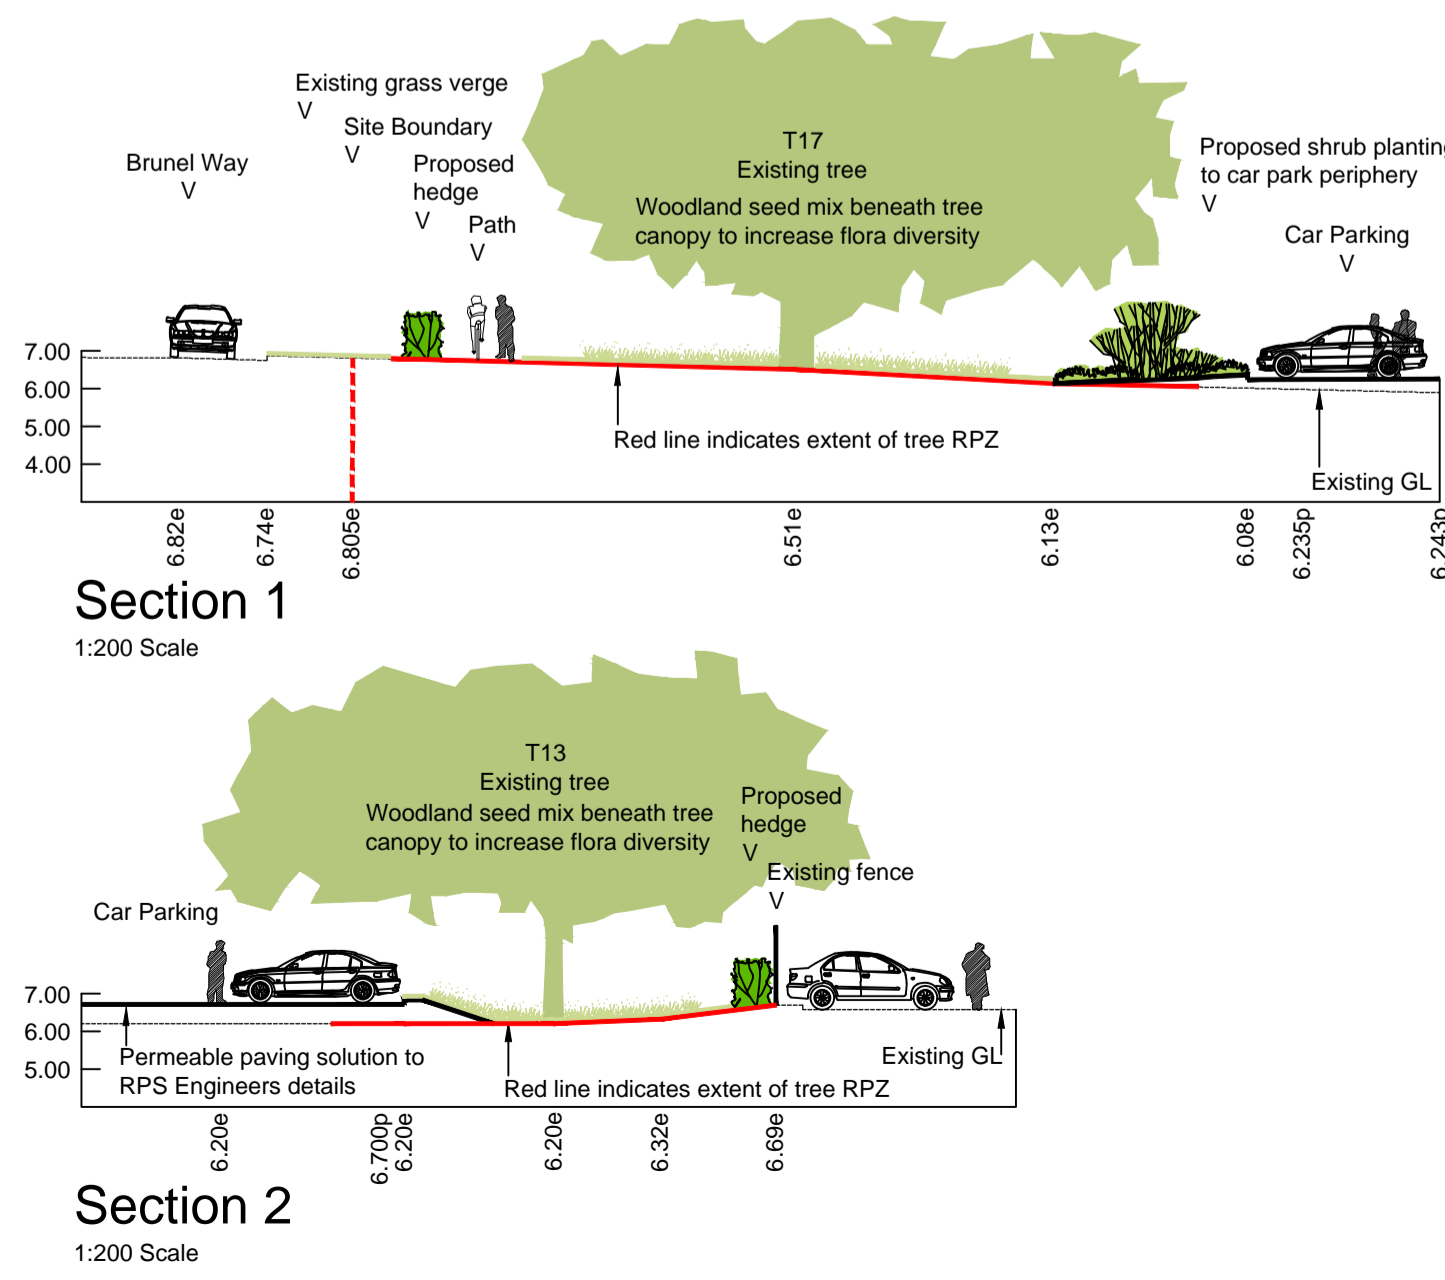 Existing grass verge
V
Site Boundary
V
Brunel Way
V
Proposed
hedge
V
Path
V
T17
Existing tree
Woodland seed mix beneath tree
canopy to increase flora diversity
Proposed shrub planting
to car park periphery
V
Car Parking
V
7.00
6.00
5.00
4.00
Red line indicates extent of tree RPZ
Existing GL
6.82e
6.74e
6.805e
6.51e
6.13e
6.08e
6.235p
6.243p
Section 1
1:200 Scale
T13
Existing tree
Woodland seed mix beneath tree
canopy to increase flora diversity
Proposed
hedge
V
Existing fence
V
Car Parking
7.00
6.00
5.00
Permeable paving solution to
RPS Engineers details
Red line indicates extent of tree RPZ
Existing GL
6.20e
6.700p
6.20e
6.20e
6.32e
6.69e
Section 2
1:200 Scale